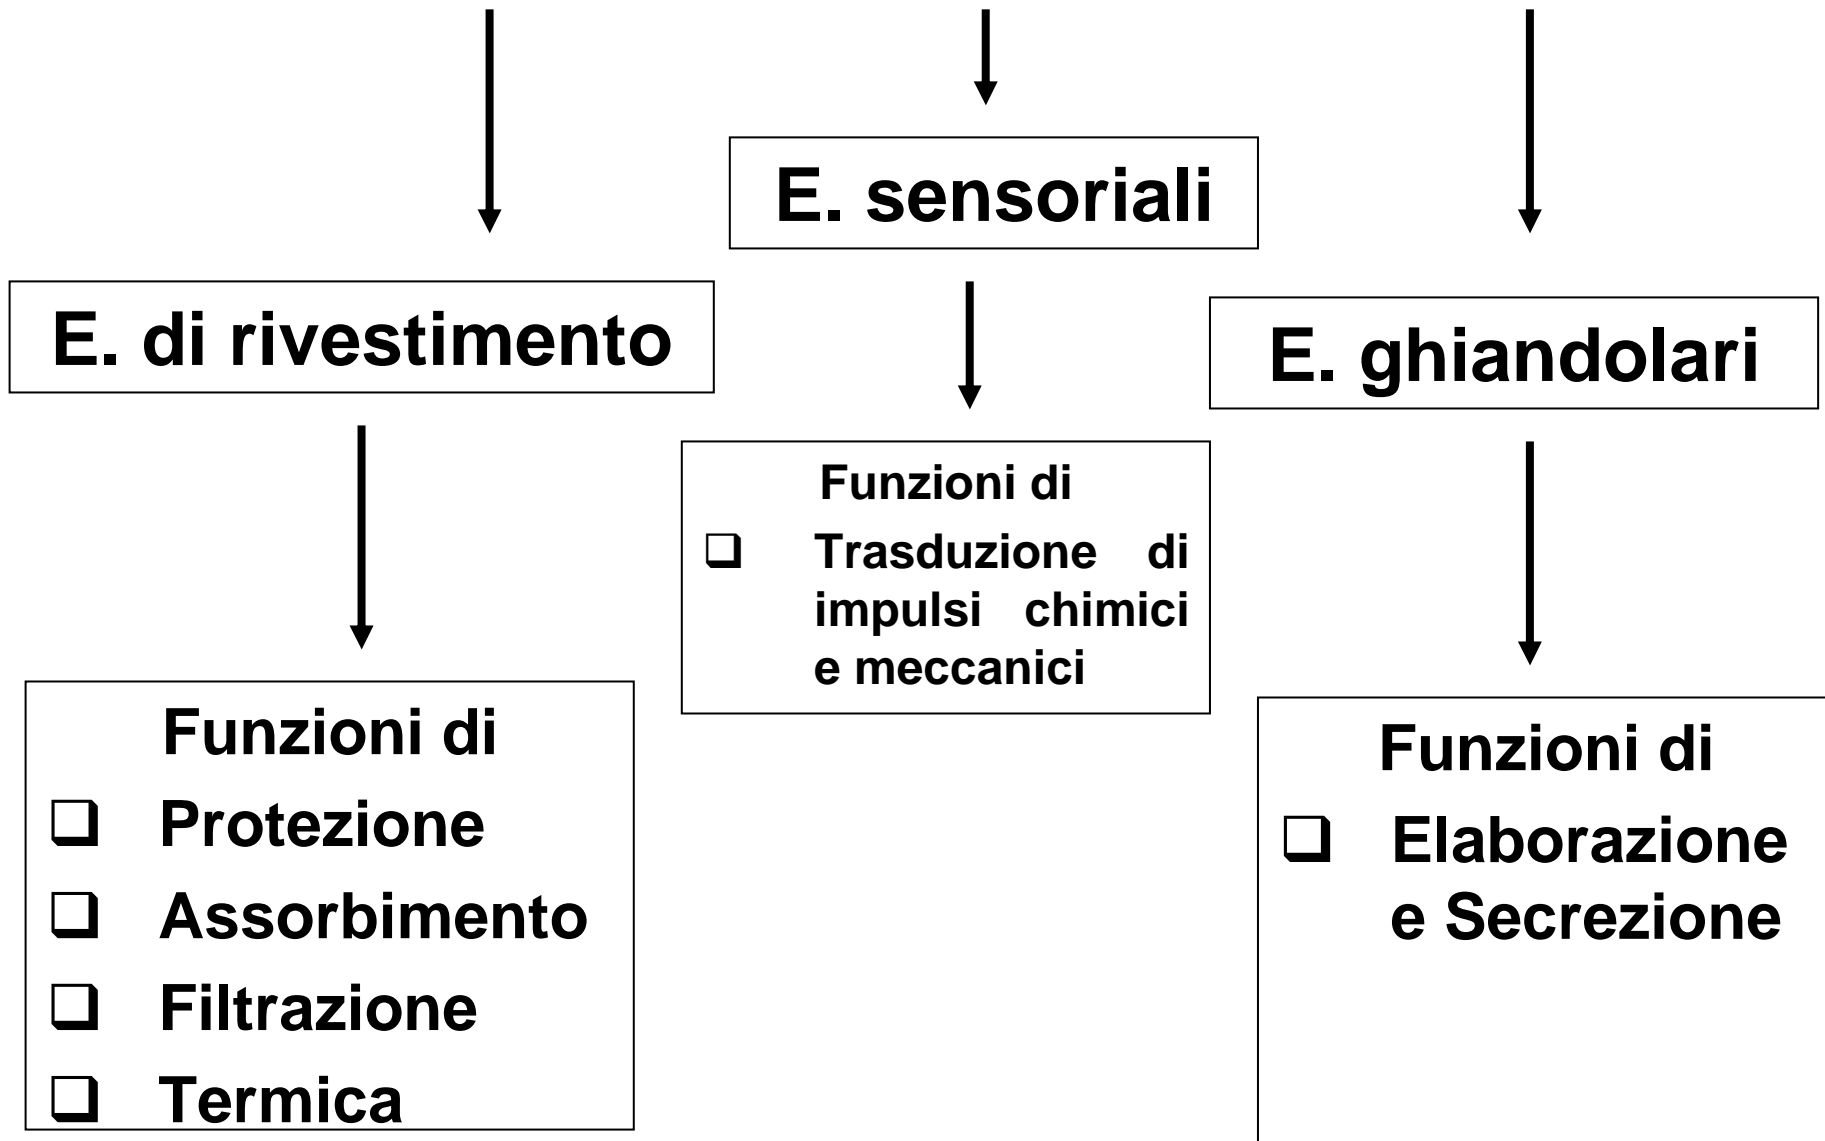 E. sensoriali
E. di rivestimento
E. ghiandolari
Funzioni di
Trasduzione di
impulsi chimici
e meccanici
Funzioni di
Protezione
Assorbimento
Filtrazione
Termica
Funzioni di
Elaborazione
e Secrezione